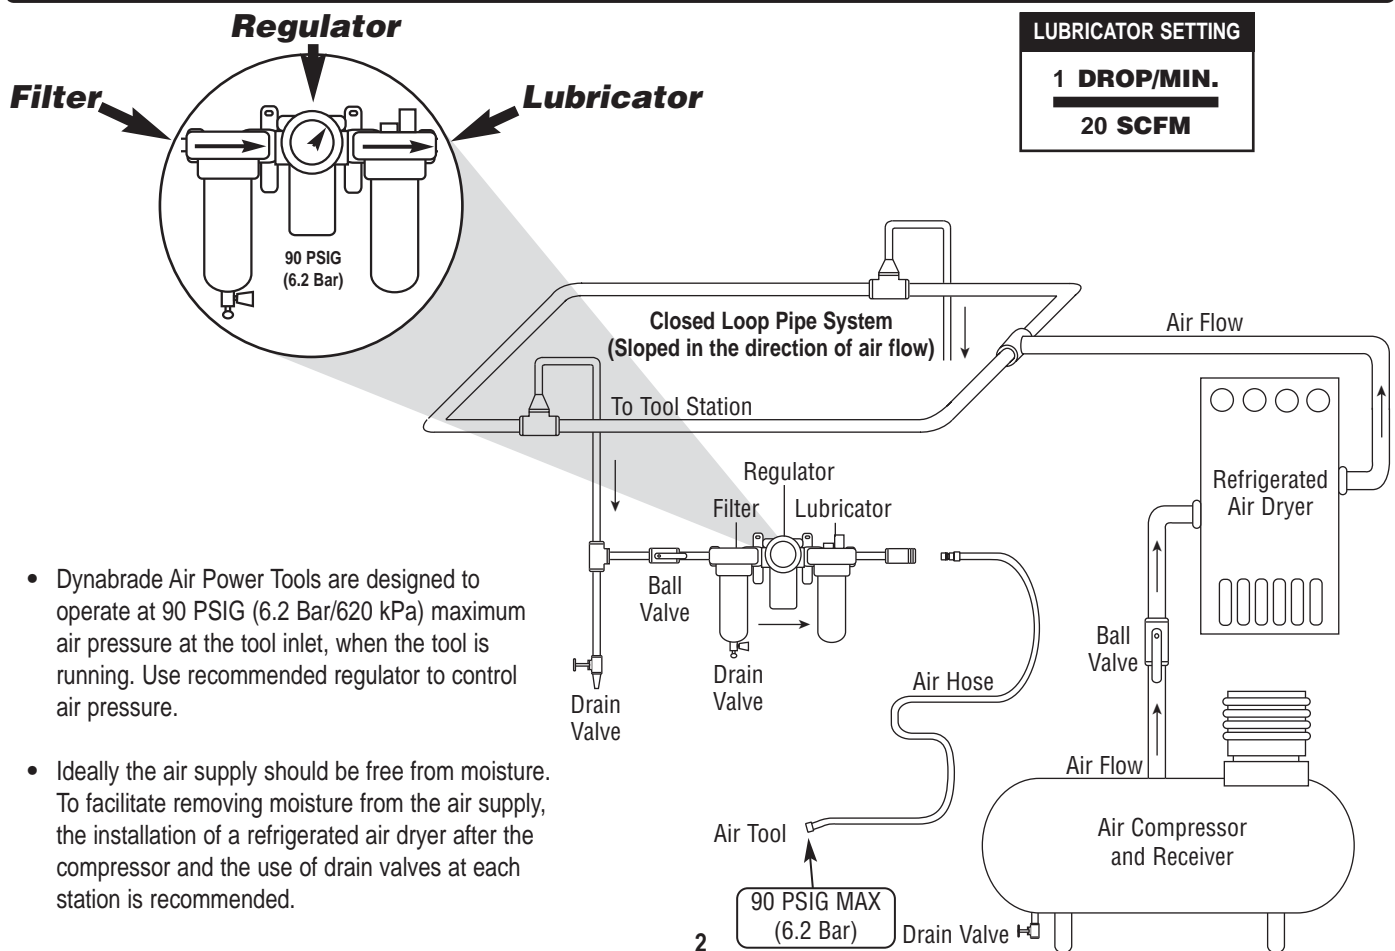 Regulator
Filter
Lubricator
90 PSIG
(6.2 Bar)
LUBRICATOR SETTING
1 DROP/MIN.
20 SCFM
Closed Loop Pipe System
(Sloped in the direction of air flow)
Air Flow
To Tool Station
Refrigerated
Air Dryer
Regulator
Filter
Lubricator
Ball
Valve
Drain
Valve
Drain
Valve
Air Hose
Ball
Valve
Air Flow
Air Compressor
and Receiver
Air Tool
90 PSIG MAX
(6.2 Bar)
Drain Valve
• Dynabrade Air Power Tools are designed to
operate at 90 PSIG (6.2 Bar/620 kPa) maximum
air pressure at the tool inlet, when the tool is
running. Use recommended regulator to control
air pressure.
• Ideally the air supply should be free from moisture.
To facilitate removing moisture from the air supply,
the installation of a refrigerated air dryer after the
compressor and the use of drain valves at each
station is recommended.
2